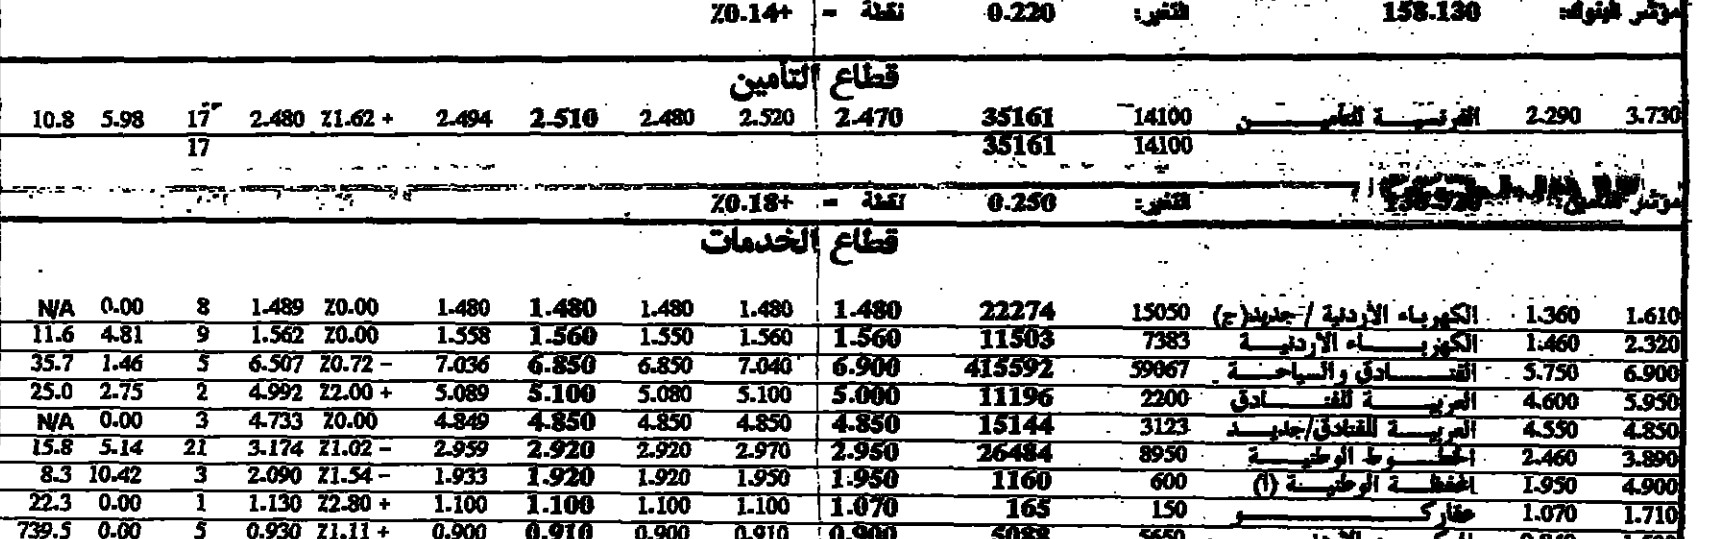 مؤشر البنوك: 158.130 التغير: 0.220 نقطة = +0.14٪
قطاع التأمين
3.730 2.290 الفرنسية للتأمين 14100 35161 2.470 2.520 2.480 2.510 2.494 + 1.62٪ 2.480 17 5.98 10.8
14100 35161 17
مؤشر التأمين: التغير: 0.250 نقطة = +0.18٪
قطاع الخدمات
1.610 1.360 الكهرباء الأردنية / جديد(ج) 15050 22274 1.480 1.480 1.480 1.480 1.480 0.00٪ 1.489 8 0.00 N/A
2.320 1.460 الكهرباء الأردنية 7383 11503 1.560 1.560 1.550 1.560 1.558 0.00٪ 1.562 9 4.81 11.6
6.900 5.750 الفنادق والسياحة 59067 415592 6.900 7.040 6.850 6.850 7.036 − 0.72٪ 6.507 5 1.46 35.7
5.950 4.600 العربية للفنادق 2200 11196 5.000 5.100 5.080 5.100 5.089 + 2.00٪ 4.992 2 2.75 25.0
4.850 4.550 العربية للفنادق/جديد 3123 15144 4.850 4.850 4.850 4.850 4.849 0.00٪ 4.733 3 0.00 N/A
3.890 2.460 الخطوط الوطنية 8950 26484 2.950 2.970 2.920 2.920 2.959 − 1.02٪ 3.174 21 5.14 15.8
4.900 1.950 المحفظة الوطنية (أ) 600 1160 1.950 1.950 1.920 1.920 1.933 − 1.54٪ 2.090 3 10.42 8.3
1.710 1.070 عقاركو 150 165 1.070 1.100 1.100 1.100 1.100 + 2.80٪ 1.130 1 0.00 22.3
5650 5088 0.900 0.910 0.900 0.910 0.900 + 1.11٪ 0.930 5 0.00 739.5